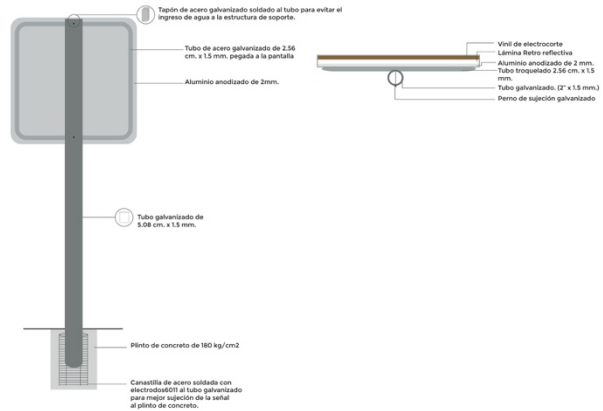 Tapón de acero galvanizado soldado al tubo para evitar el
ingreso de agua a la estructura de soporte.
Tubo de acero galvanizado de 2.56
cm. x 1.5 mm. pegada a la pantalla
Aluminio anodizado de 2mm.
Tubo galvanizado de
5.08 cm. x 1.5 mm.
Plinto de concreto de 180 kg/cm2
Canastilla de acero soldada con
electrodos6011 al tubo galvanizado
para mejor sujeción de la señal
al plinto de concreto.
Vinil de electrocorte
Lámina Retro reflectiva
Aluminio anodizado de 2 mm.
Tubo troquelado 2.56 cm. x 1.5
mm.
Tubo galvanizado. (2" x 1.5 mm.)
Perno de sujeción galvanizado